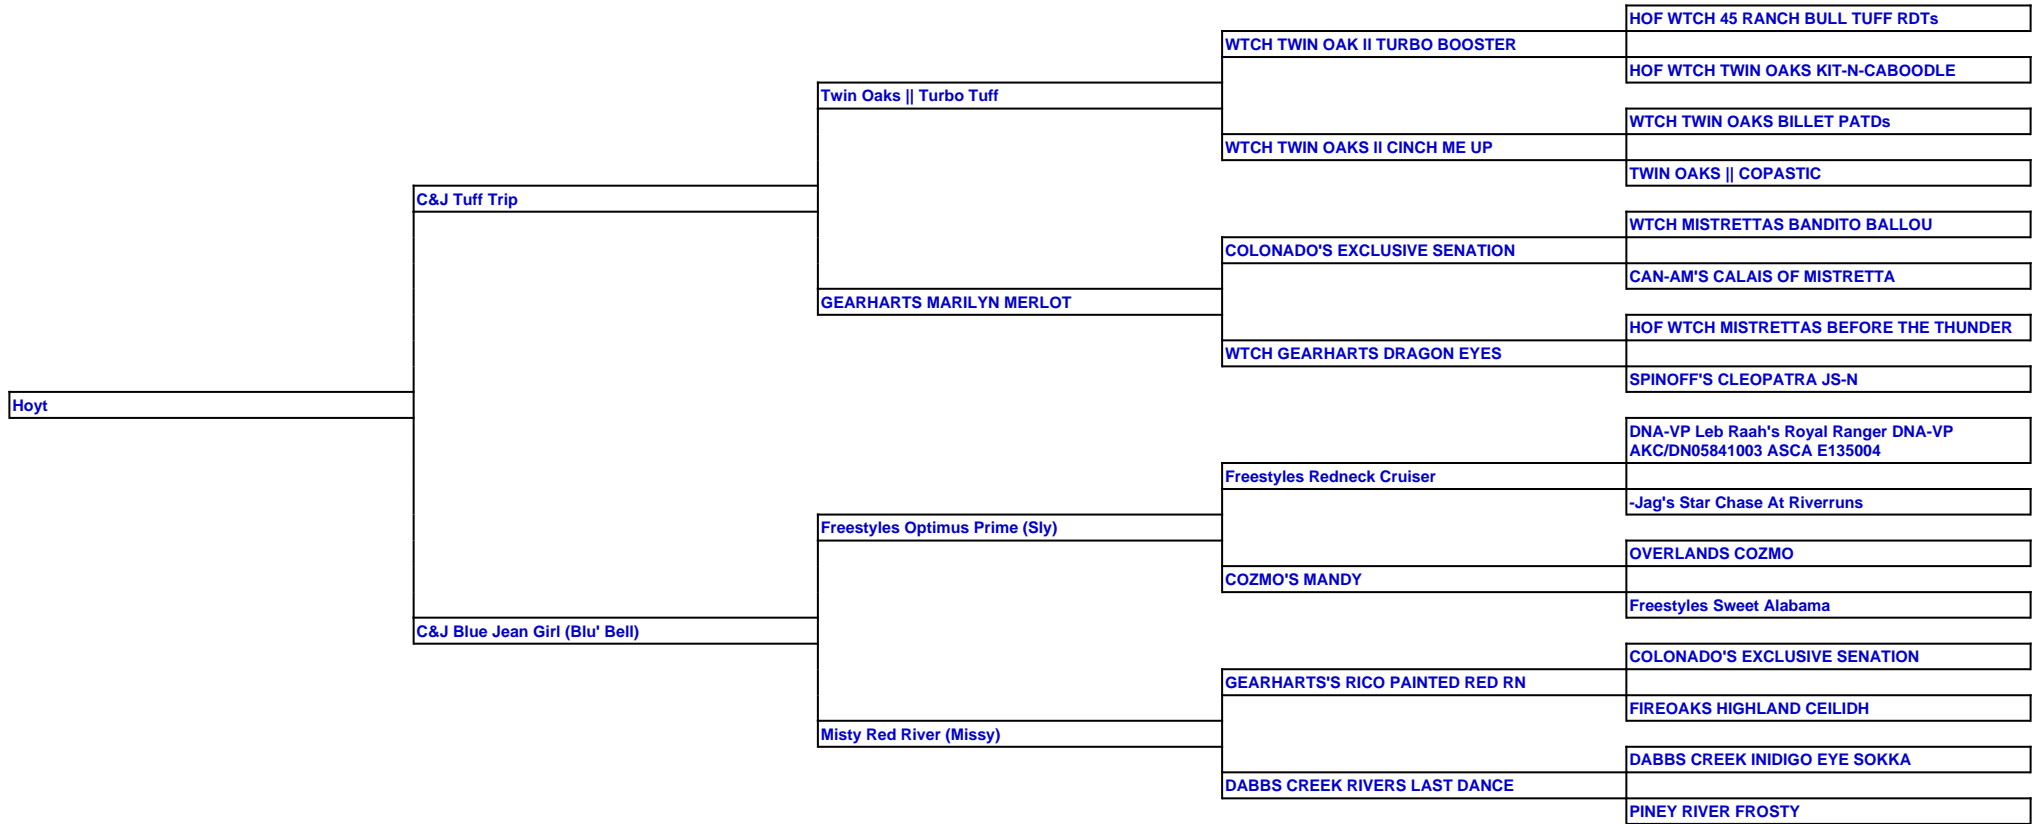 HOF WTCH 45 RANCH BULL TUFF RDTs
WTCH TWIN OAK II TURBO BOOSTER
HOF WTCH TWIN OAKS KIT-N-CABOODLE
Twin Oaks || Turbo Tuff
WTCH TWIN OAKS BILLET PATDs
WTCH TWIN OAKS II CINCH ME UP
TWIN OAKS || COPASTIC
C&J Tuff Trip
WTCH MISTRETTAS BANDITO BALLOU
COLONADO'S EXCLUSIVE SENATION
CAN-AM'S CALAIS OF MISTRETTA
GEARHARTS MARILYN MERLOT
HOF WTCH MISTRETTAS BEFORE THE THUNDER
WTCH GEARHARTS DRAGON EYES
SPINOFF'S CLEOPATRA JS-N
Hoyt
DNA-VP Leb Raah's Royal Ranger DNA-VP
AKC/DN05841003 ASCA E135004
Freestyles Redneck Cruiser
-Jag's Star Chase At Riverruns
Freestyles Optimus Prime (Sly)
OVERLANDS COZMO
COZMO'S MANDY
Freestyles Sweet Alabama
C&J Blue Jean Girl (Blu' Bell)
COLONADO'S EXCLUSIVE SENATION
GEARHARTS'S RICO PAINTED RED RN
FIREOAKS HIGHLAND CEILIDH
Misty Red River (Missy)
DABBS CREEK INIDIGO EYE SOKKA
DABBS CREEK RIVERS LAST DANCE
PINEY RIVER FROSTY